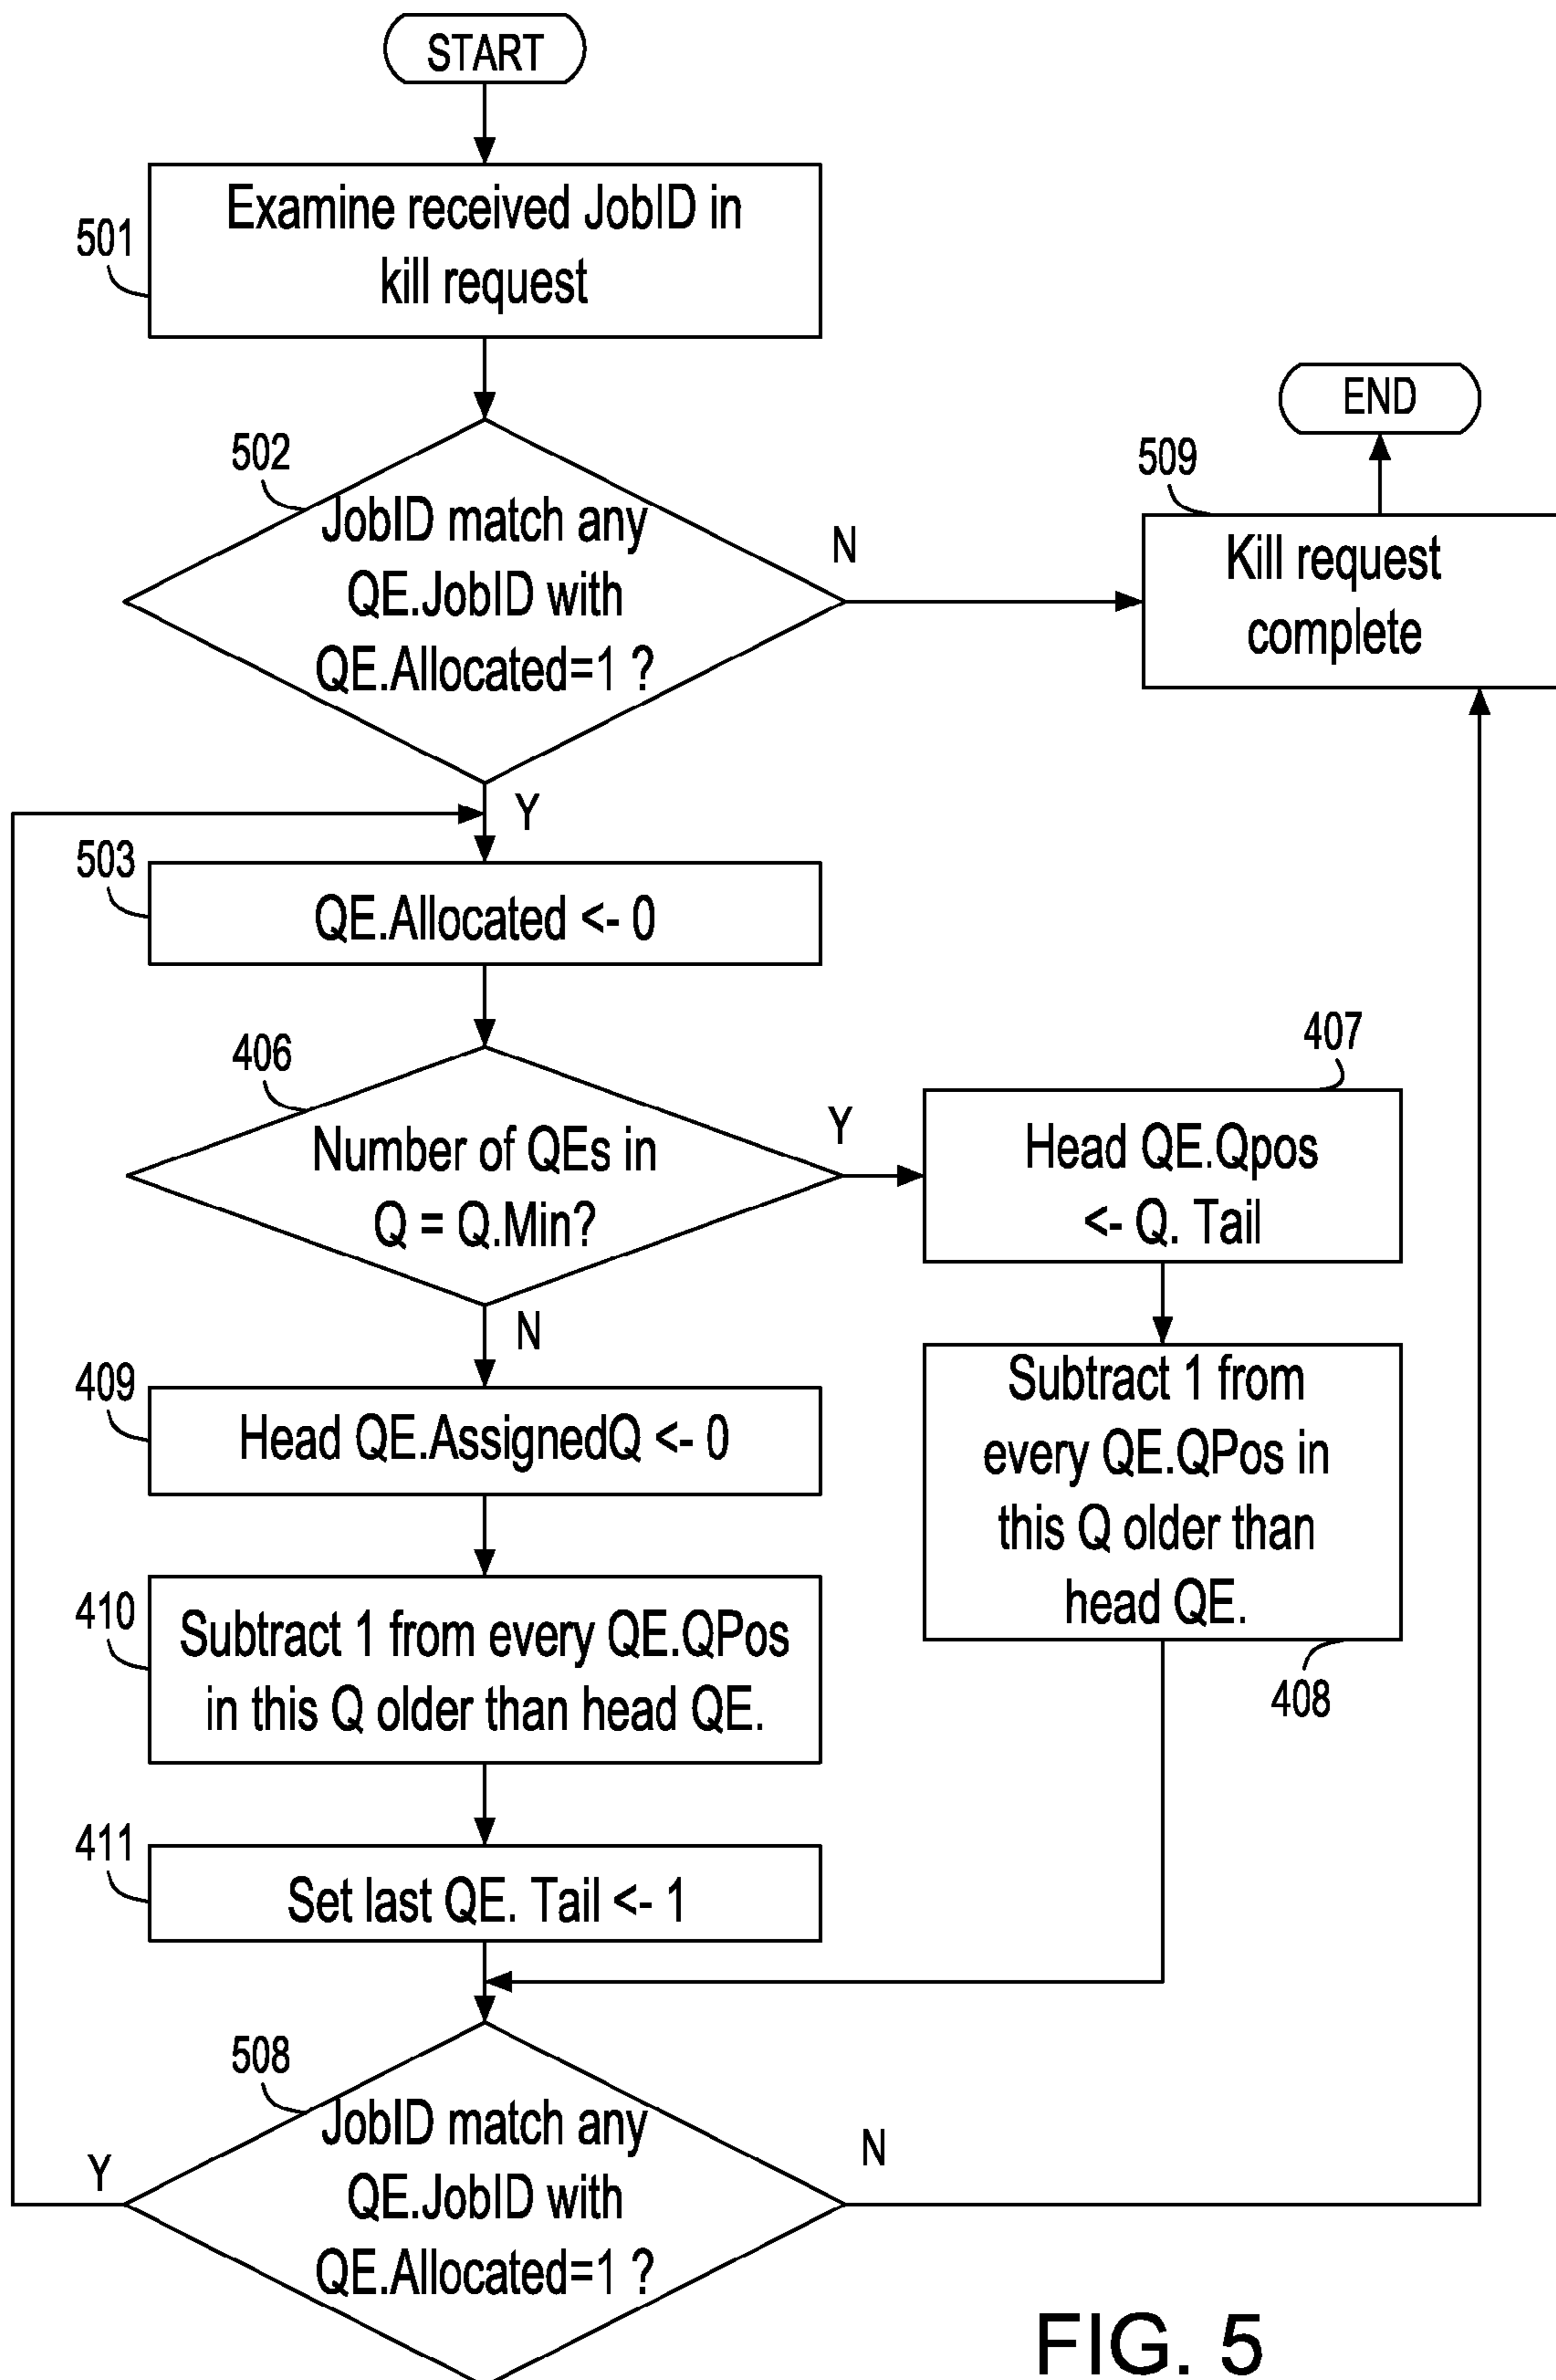 START
501
Examine received JobID in
kill request
END
502
JobID match any
QE.JobID with
QE.Allocated=1 ?
N
509
Kill request
complete
Y
503
QE.Allocated <- 0
406
Number of QEs in
Q = Q.Min?
Y
407
Head QE.Qpos
<- Q. Tail
N
409
Head QE.AssignedQ <- 0
Subtract 1 from
every QE.QPos in
this Q older than
head QE.
408
410
Subtract 1 from every QE.QPos
in this Q older than head QE.
411
Set last QE. Tail <- 1
508
JobID match any
QE.JobID with
QE.Allocated=1 ?
Y
N
FIG. 5